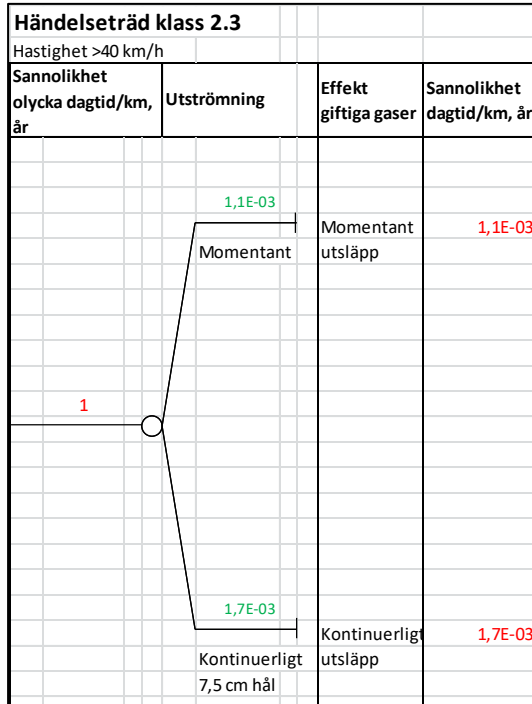 Händelseträd klass 2.3
Hastighet >40 km/h
Sannolikhet
olycka dagtid/km,
år
Utströmning
Effekt
giftiga gaser
Sannolikhet
dagtid/km, år
1,1E-03
Momentant
Momentant
utsläpp
1,1E-03
1
1,7E-03
Kontinuerligt
7,5 cm hål
Kontinuerligt
utsläpp
1,7E-03